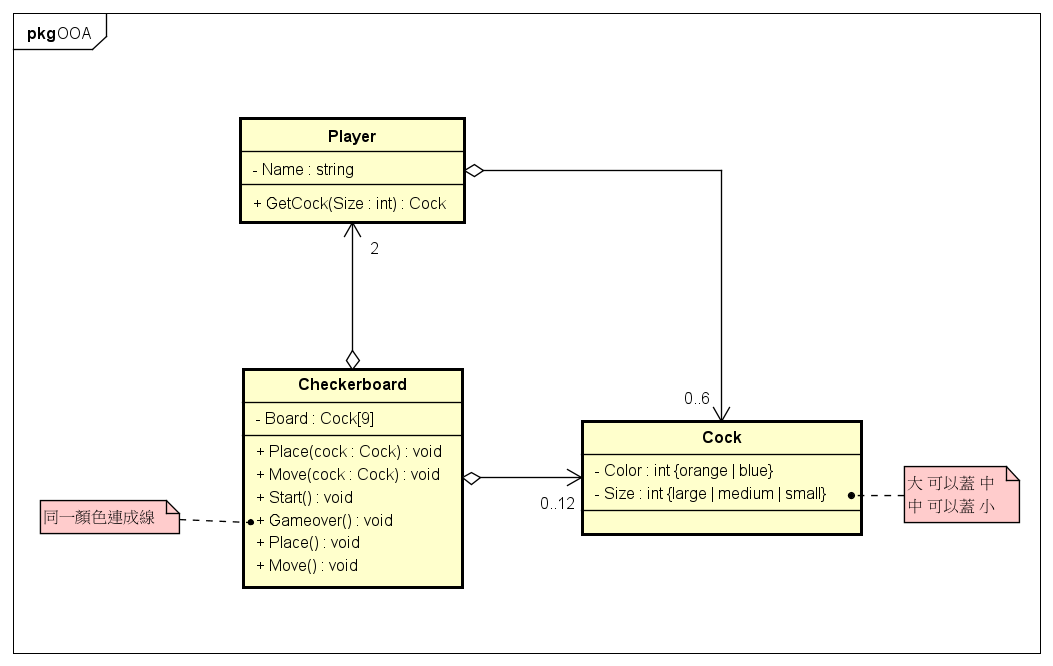 pkg OOA
Player
- Name : string
+ GetCock(Size : int) : Cock
2
Checkerboard
- Board : Cock[9]
+ Place(cock : Cock) : void
+ Move(cock : Cock) : void
+ Start() : void
+ Gameover() : void
+ Place() : void
+ Move() : void
同一顏色連成線
0..6
0..12
Cock
- Color : int {orange | blue}
- Size : int {large | medium | small}
大 可以蓋 中
中 可以蓋 小